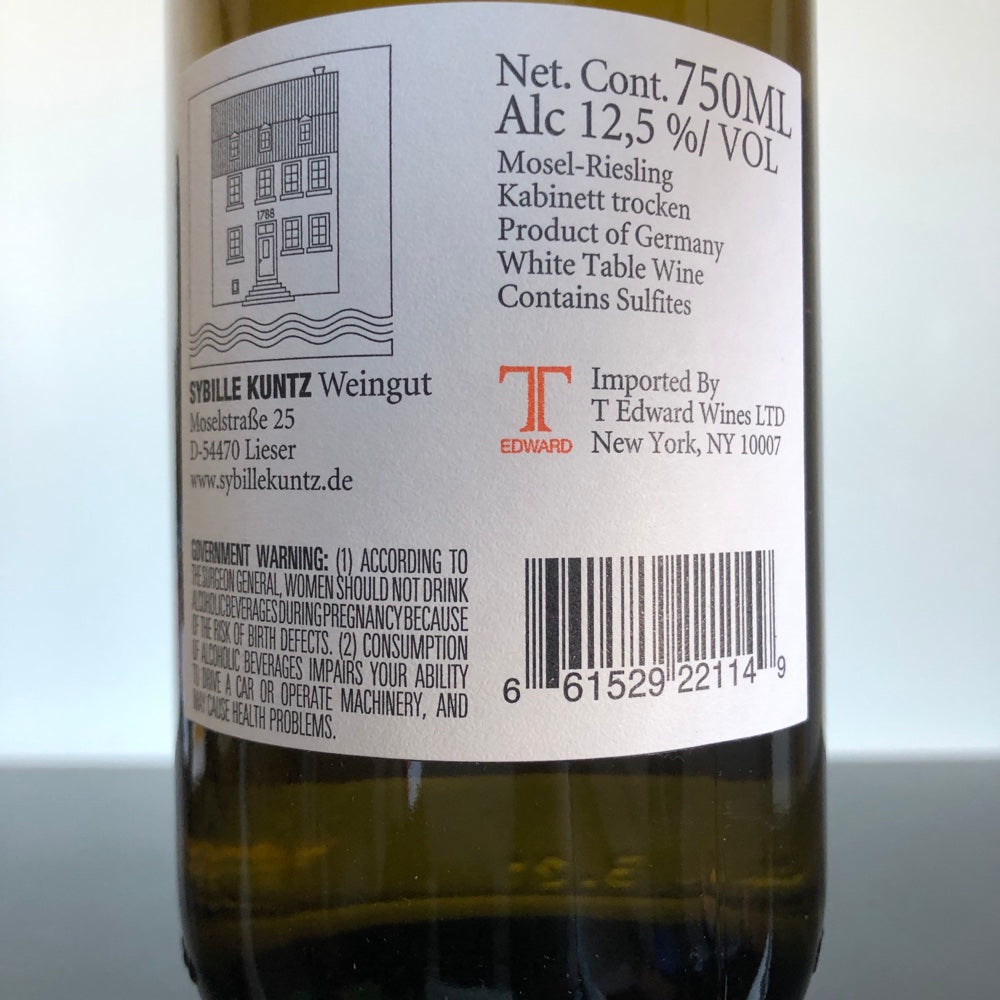 1788
SYBILLE KUNTZ Weingut
Moselstraße 25
D-54470 Lieser
www.sybillekuntz.de
GOVERNMENT WARNING: (1) ACCORDING TO
THE SURGEON GENERAL, WOMEN SHOULD NOT DRINK
ALCOHOLIC BEVERAGES DURING PREGNANCY BECAUSE
OF THE RISK OF BIRTH DEFECTS. (2) CONSUMPTION
OF ALCOHOLIC BEVERAGES IMPAIRS YOUR ABILITY
TO DRIVE A CAR OR OPERATE MACHINERY, AND
MAY CAUSE HEALTH PROBLEMS.
Net. Cont. 750ML
Alc 12,5 %/ VOL
Mosel-Riesling
Kabinett trocken
Product of Germany
White Table Wine
Contains Sulfites
T
EDWARD
Imported By
T Edward Wines LTD
New York, NY 10007
6 61529 22114 9